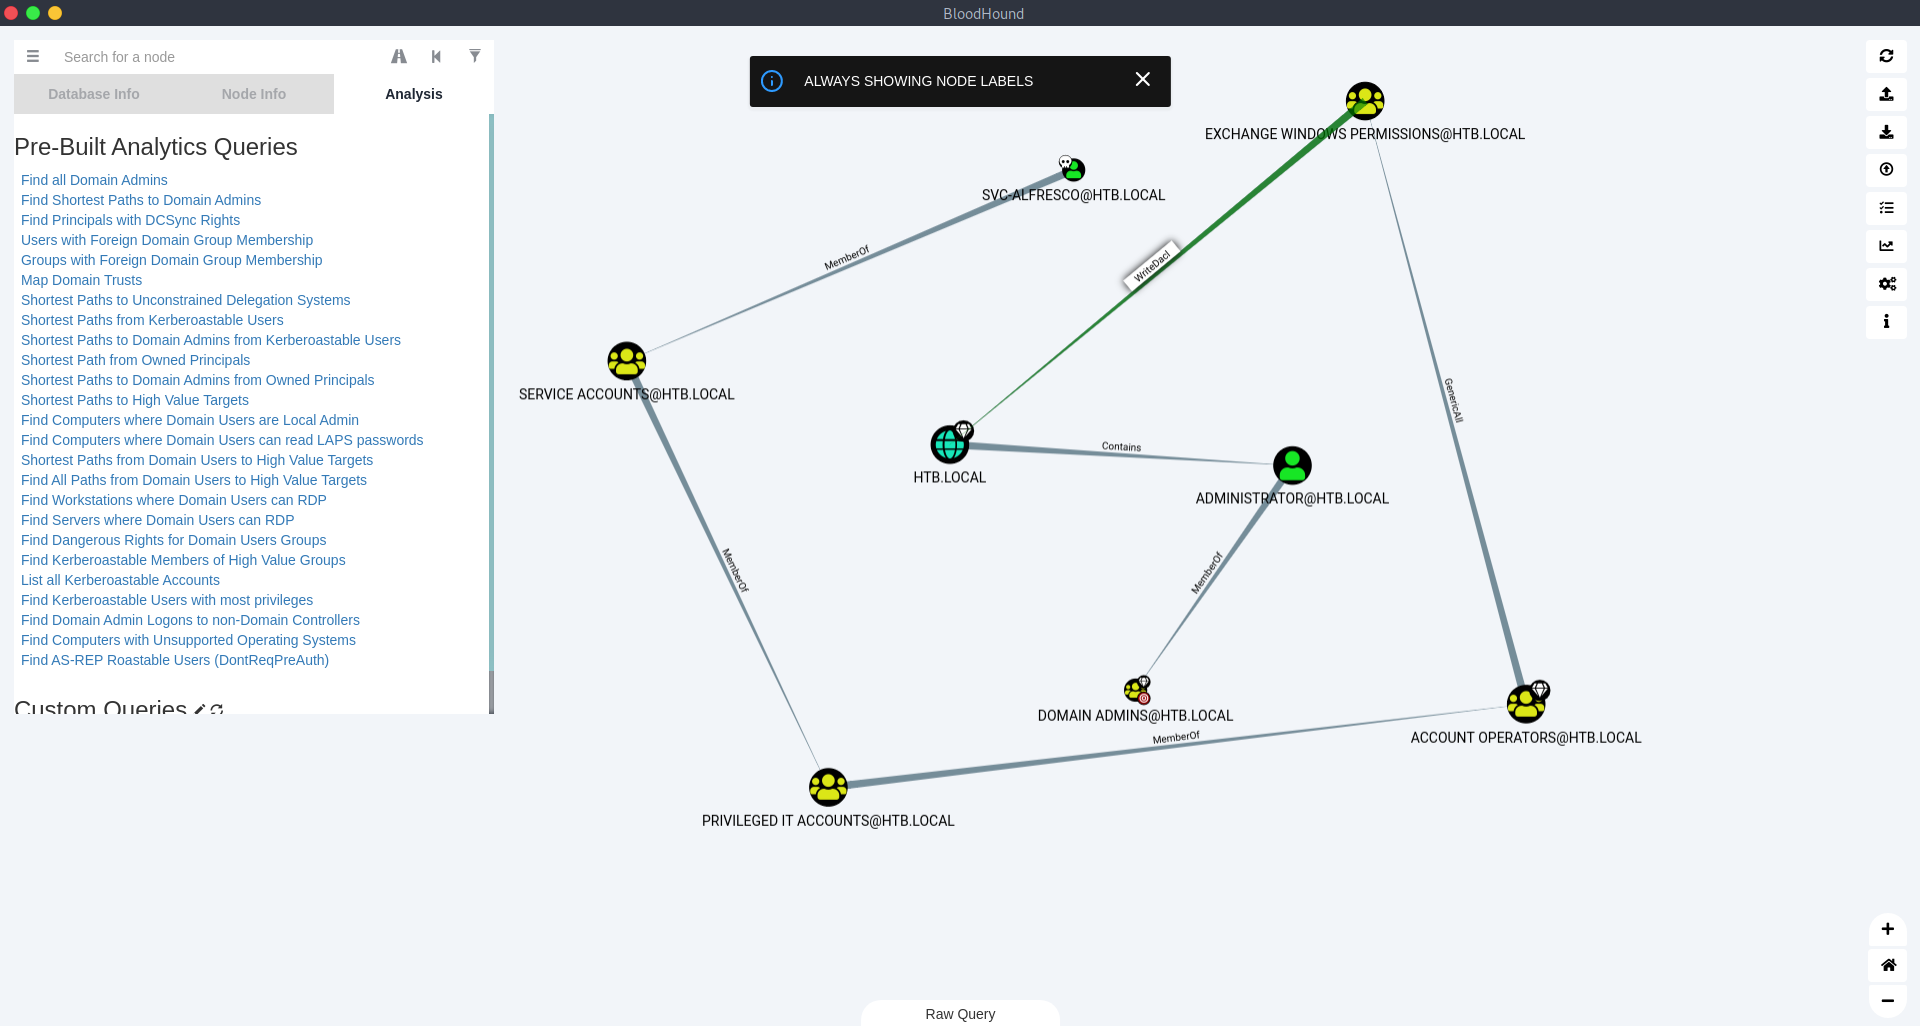 BloodHound
Search for a node
Database Info
Node Info
Analysis
Pre-Built Analytics Queries
Find all Domain Admins
Find Shortest Paths to Domain Admins
Find Principals with DCSync Rights
Users with Foreign Domain Group Membership
Groups with Foreign Domain Group Membership
Map Domain Trusts
Shortest Paths to Unconstrained Delegation Systems
Shortest Paths from Kerberoastable Users
Shortest Paths to Domain Admins from Kerberoastable Users
Shortest Path from Owned Principals
Shortest Paths to Domain Admins from Owned Principals
Shortest Paths to High Value Targets
Find Computers where Domain Users are Local Admin
Find Computers where Domain Users can read LAPS passwords
Shortest Paths from Domain Users to High Value Targets
Find All Paths from Domain Users to High Value Targets
Find Workstations where Domain Users can RDP
Find Servers where Domain Users can RDP
Find Dangerous Rights for Domain Users Groups
Find Kerberoastable Members of High Value Groups
List all Kerberoastable Accounts
Find Kerberoastable Users with most privileges
Find Domain Admin Logons to non-Domain Controllers
Find Computers with Unsupported Operating Systems
Find AS-REP Roastable Users (DontReqPreAuth)
Custom Queries
ALWAYS SHOWING NODE LABELS
EXCHANGE WINDOWS PERMISSIONS@HTB.LOCAL
SVC-ALFRESCO@HTB.LOCAL
MemberOf
WriteDacl
SERVICE ACCOUNTS@HTB.LOCAL
GenericAll
Contains
HTB.LOCAL
ADMINISTRATOR@HTB.LOCAL
MemberOf
MemberOf
DOMAIN ADMINS@HTB.LOCAL
MemberOf
ACCOUNT OPERATORS@HTB.LOCAL
PRIVILEGED IT ACCOUNTS@HTB.LOCAL
Raw Query